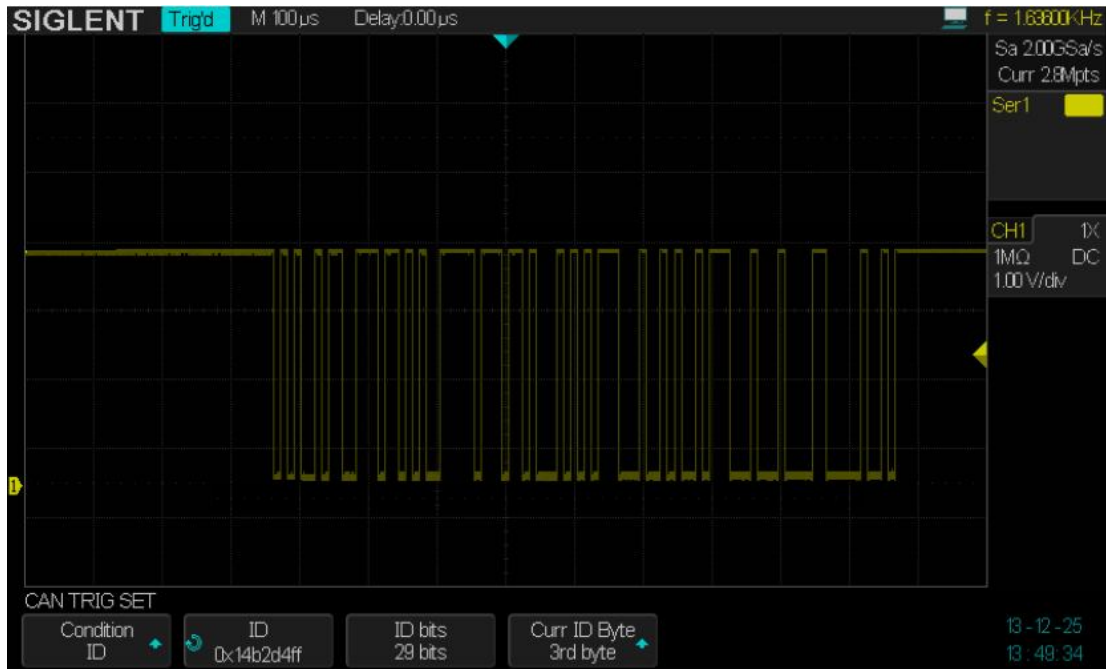 SIGLENT Trig'd M 100µs Delay:0.00µs f = 1.63600KHz
Sa 2.00GSa/s
Curr 2.8Mpts
Ser1
CH1 1X
1MΩ DC
1.00 V/div
1
CAN TRIG SET
Condition
ID
ID
0x14b2d4ff
ID bits
29 bits
Curr ID Byte
3rd byte
13-12-25
13:49:34